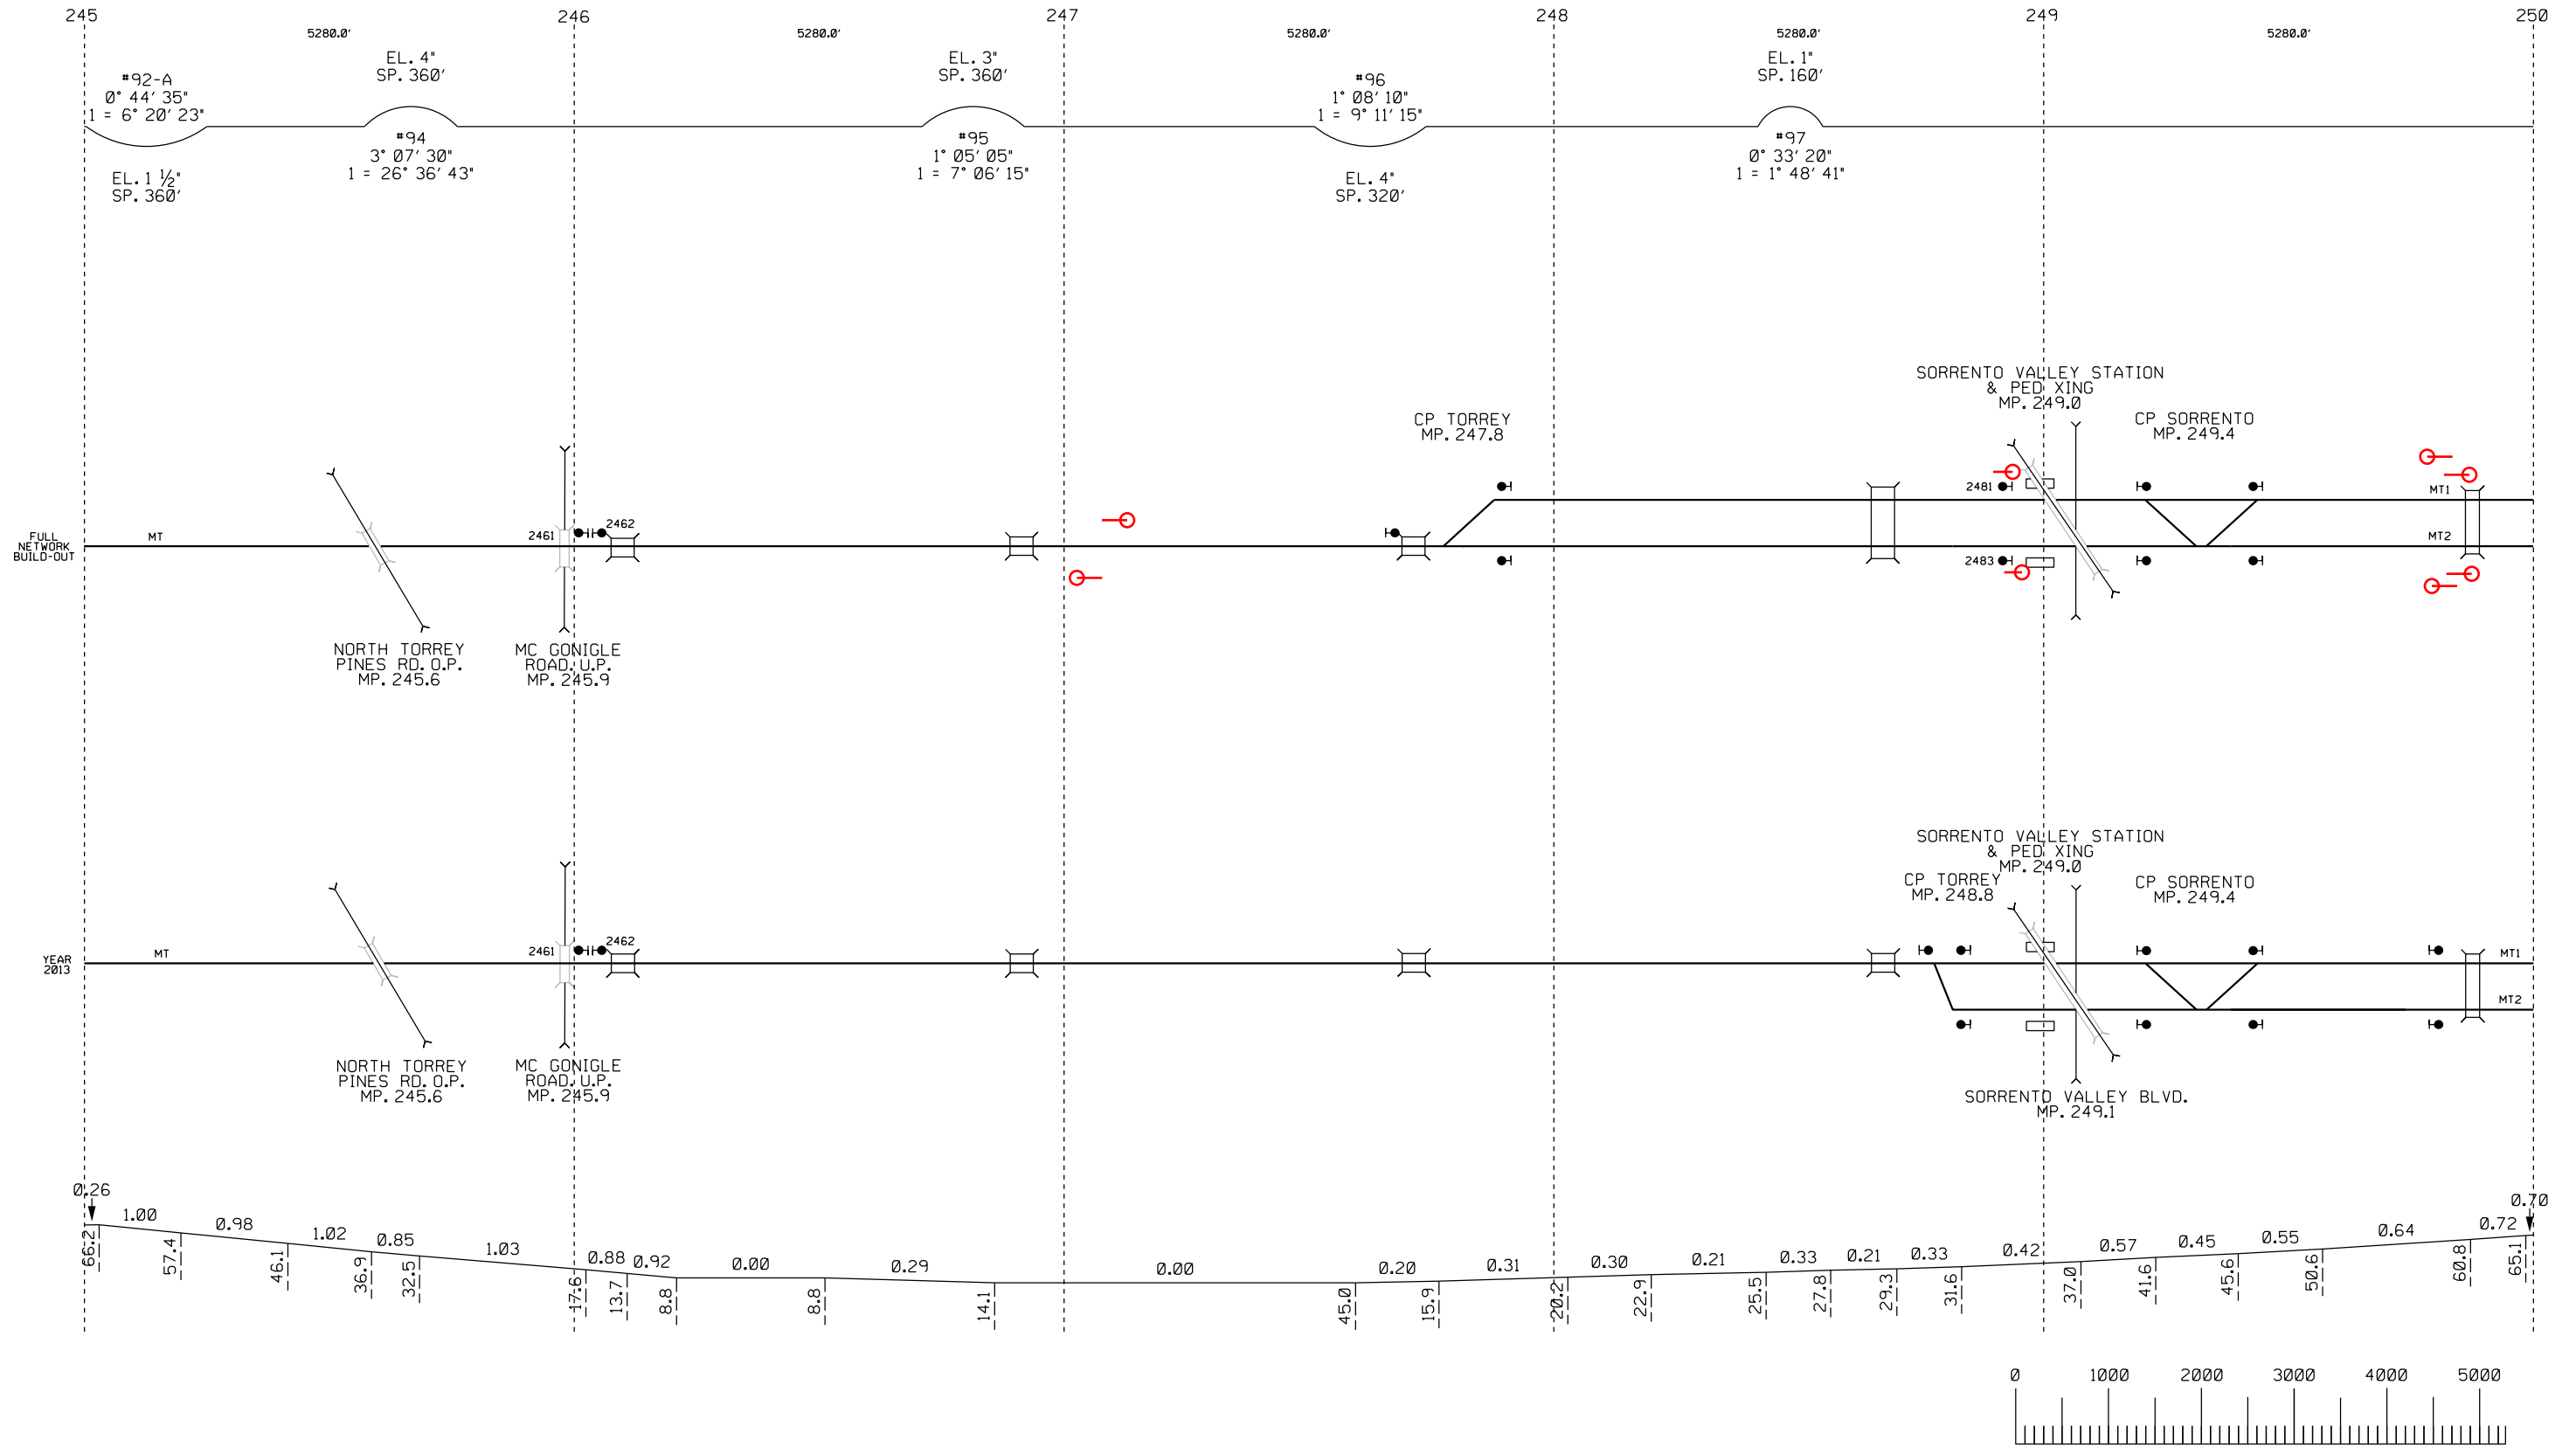 245
246
247
248
249
250
5280.0'
5280.0'
5280.0'
5280.0'
5280.0'
#92-A
0° 44' 35"
1 = 6° 20' 23"
EL. 1 ½"
SP. 360'
EL. 4"
SP. 360'
#94
3° 07' 30"
1 = 26° 36' 43"
EL. 3"
SP. 360'
#95
1° 05' 05"
1 = 7° 06' 15"
#96
1° 08' 10"
1 = 9° 11' 15"
EL. 4"
SP. 320'
EL. 1"
SP. 160'
#97
0° 33' 20"
1 = 1° 48' 41"
FULL
NETWORK
BUILD-OUT
MT
NORTH TORREY
PINES RD. O.P.
MP. 245.6
2461
2462
MC GONIGLE
ROAD. U.P.
MP. 245.9
CP TORREY
MP. 247.8
SORRENTO VALLEY STATION
& PED XING
MP. 249.0
2481
2483
CP SORRENTO
MP. 249.4
MT1
MT2
YEAR
2013
MT
NORTH TORREY
PINES RD. O.P.
MP. 245.6
2461
2462
MC GONIGLE
ROAD. U.P.
MP. 245.9
SORRENTO VALLEY STATION
& PED XING
MP. 249.0
CP TORREY
MP. 248.8
CP SORRENTO
MP. 249.4
MT1
MT2
SORRENTO VALLEY BLVD.
MP. 249.1
0.26
1.00
0.98
1.02
0.85
1.03
0.88
0.92
0.00
0.29
0.00
0.20
0.31
0.30
0.21
0.33
0.21
0.33
0.42
0.57
0.45
0.55
0.64
0.72
0.70
66.2
57.4
46.1
36.9
32.5
17.6
13.7
8.8
8.8
14.1
45.0
15.9
20.2
22.9
25.5
27.8
29.3
31.6
37.0
41.6
45.6
50.6
60.8
65.1
0
1000
2000
3000
4000
5000